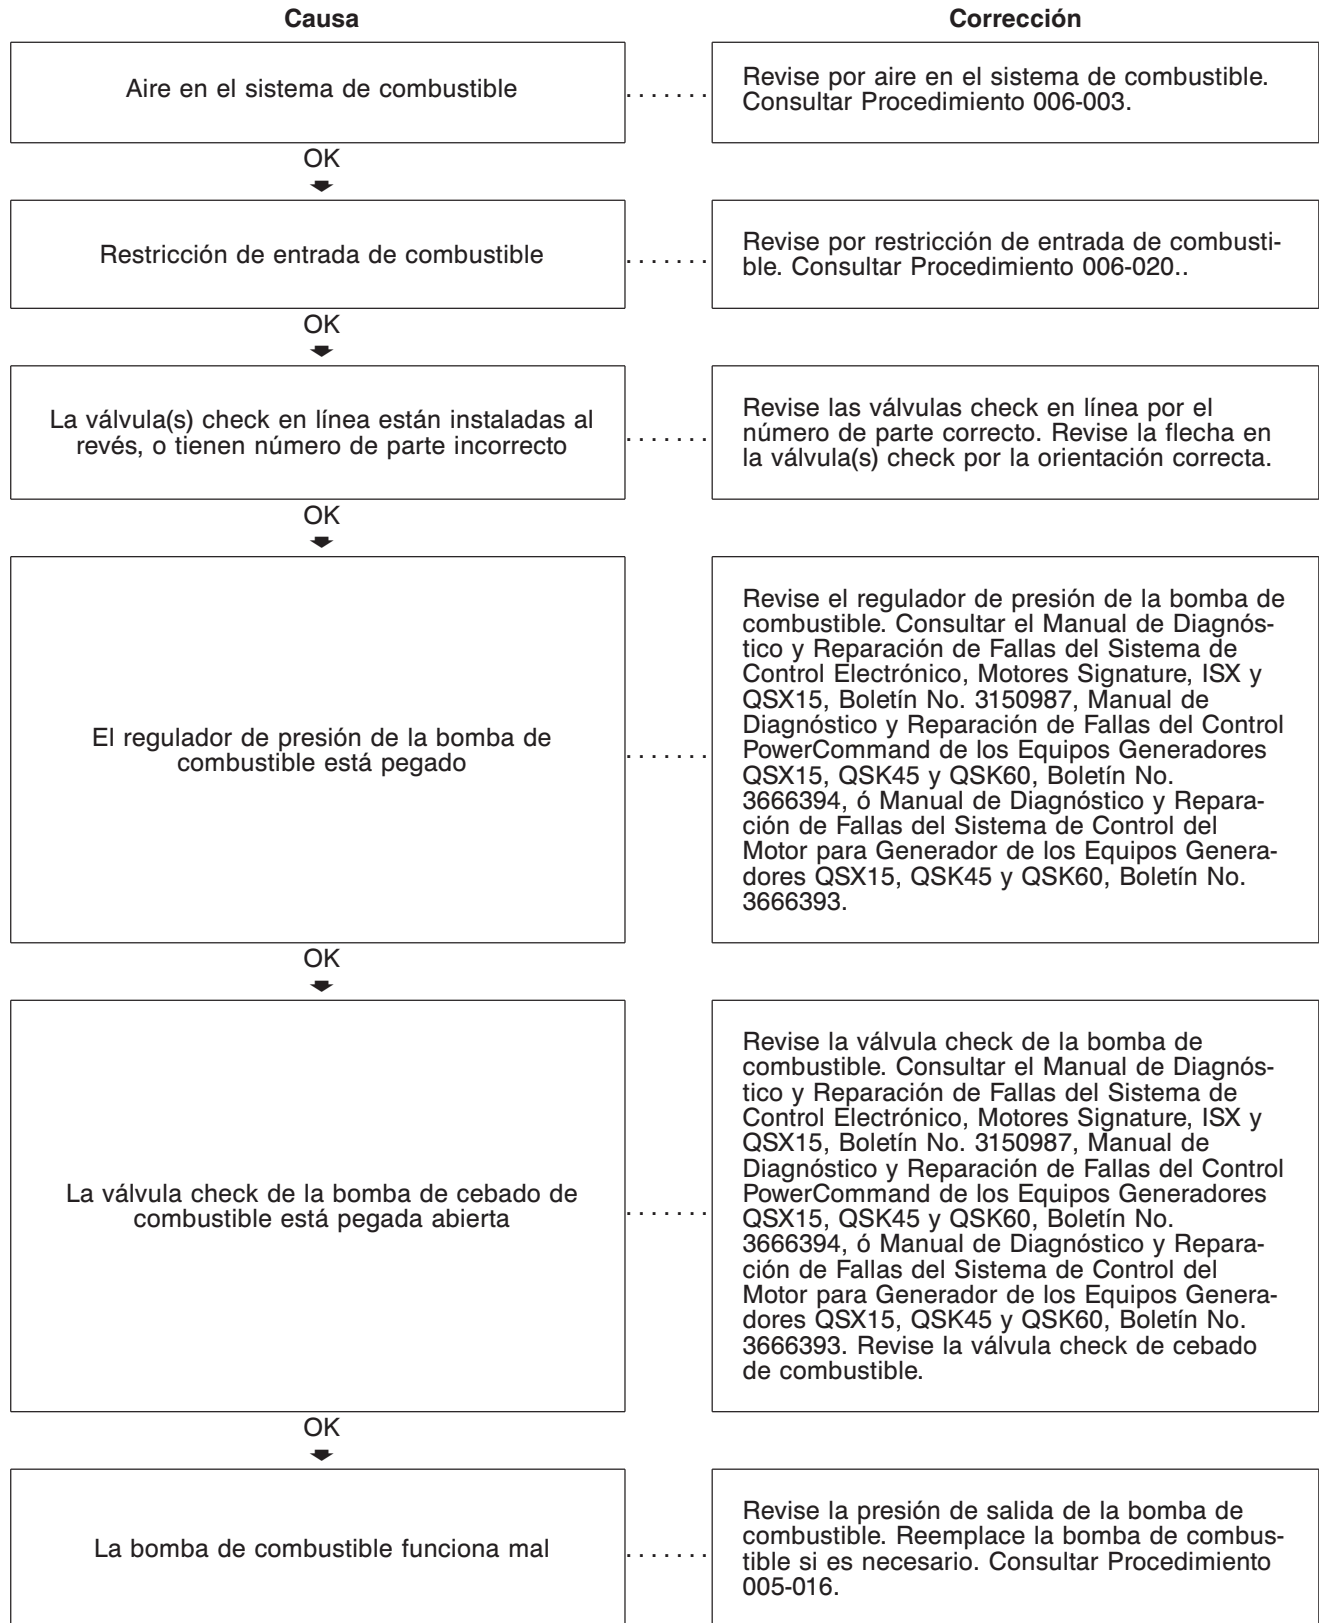 Causa
Corrección
Aire en el sistema de combustible
. . . . . . .
Revise por aire en el sistema de combustible.
Consultar Procedimiento 006-003.
OK
Restricción de entrada de combustible
. . . . . . .
Revise por restricción de entrada de combusti-
ble. Consultar Procedimiento 006-020..
OK
La válvula(s) check en línea están instaladas al
revés, o tienen número de parte incorrecto
. . . . . . .
Revise las válvulas check en línea por el
número de parte correcto. Revise la flecha en
la válvula(s) check por la orientación correcta.
OK
El regulador de presión de la bomba de
combustible está pegado
. . . . . . .
Revise el regulador de presión de la bomba de
combustible. Consultar el Manual de Diagnós-
tico y Reparación de Fallas del Sistema de
Control Electrónico, Motores Signature, ISX y
QSX15, Boletín No. 3150987, Manual de
Diagnóstico y Reparación de Fallas del Control
PowerCommand de los Equipos Generadores
QSX15, QSK45 y QSK60, Boletín No.
3666394, ó Manual de Diagnóstico y Repara-
ción de Fallas del Sistema de Control del
Motor para Generador de los Equipos Genera-
dores QSX15, QSK45 y QSK60, Boletín No.
3666393.
OK
La válvula check de la bomba de cebado de
combustible está pegada abierta
. . . . . . .
Revise la válvula check de la bomba de
combustible. Consultar el Manual de Diagnós-
tico y Reparación de Fallas del Sistema de
Control Electrónico, Motores Signature, ISX y
QSX15, Boletín No. 3150987, Manual de
Diagnóstico y Reparación de Fallas del Control
PowerCommand de los Equipos Generadores
QSX15, QSK45 y QSK60, Boletín No.
3666394, ó Manual de Diagnóstico y Repara-
ción de Fallas del Sistema de Control del
Motor para Generador de los Equipos Genera-
dores QSX15, QSK45 y QSK60, Boletín No.
3666393. Revise la válvula check de cebado
de combustible.
OK
La bomba de combustible funciona mal
. . . . . . .
Revise la presión de salida de la bomba de
combustible. Reemplace la bomba de combus-
tible si es necesario. Consultar Procedimiento
005-016.